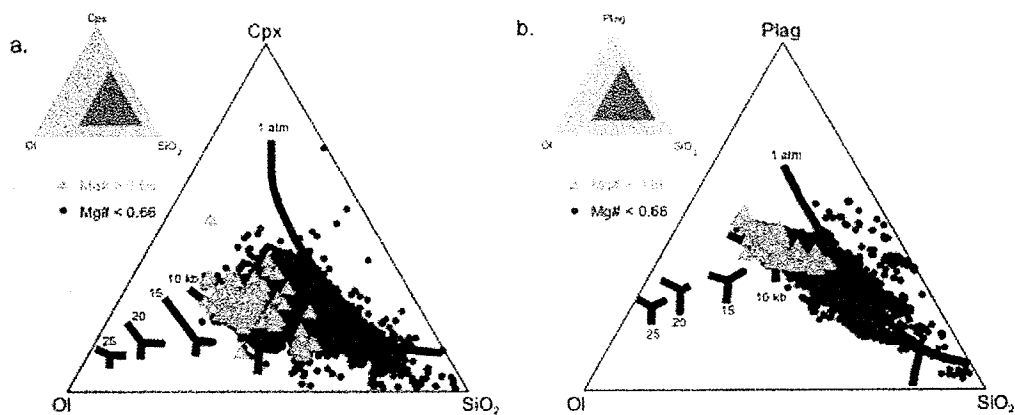 a.
Cpx
Ol
SiO₂
Cpx
1 atm
Mg# < 0.66
10 kb
15
20
25
Ol
SiO₂
b.
Plag
Ol
SiO₂
Plag
1 atm
Mg# < 0.66
10 kb
15
20
25
Ol
SiO₂